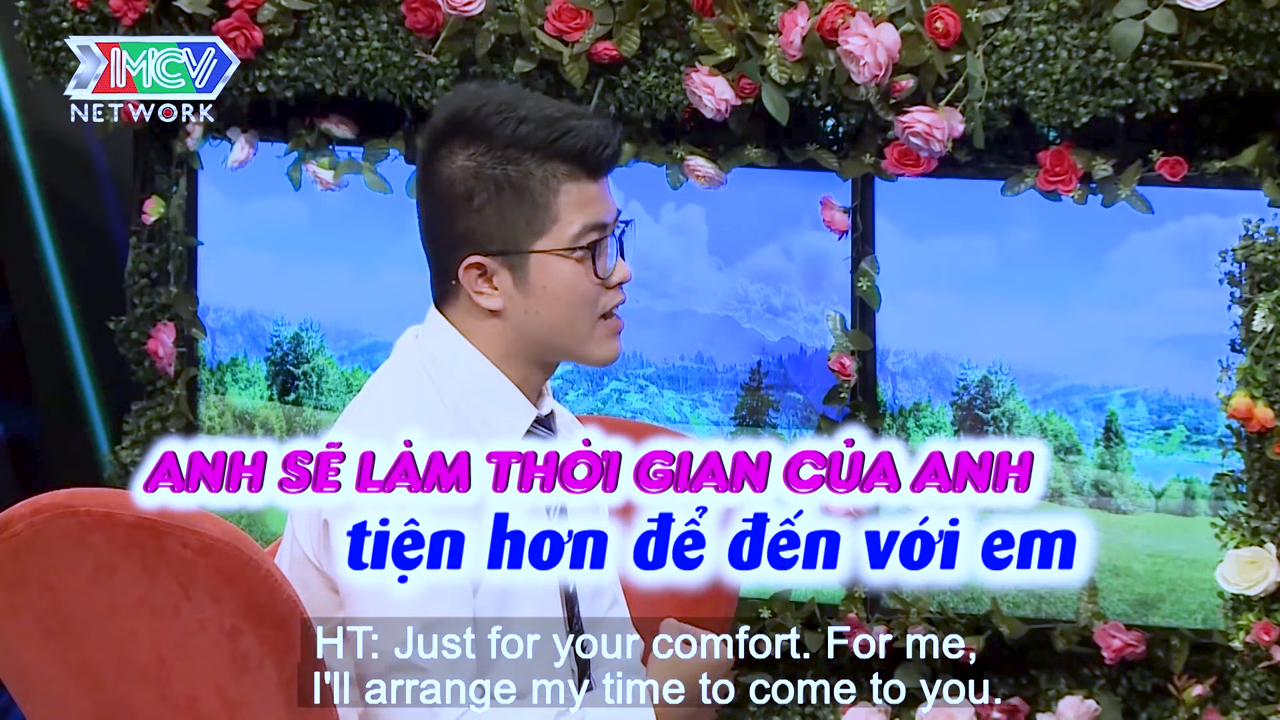 MCV
NETWORK
ANH SẼ LÀM THỜI GIAN CỦA ANH
tiện hơn để đến với em
HT: Just for your comfort. For me,
I'll arrange my time to come to you.